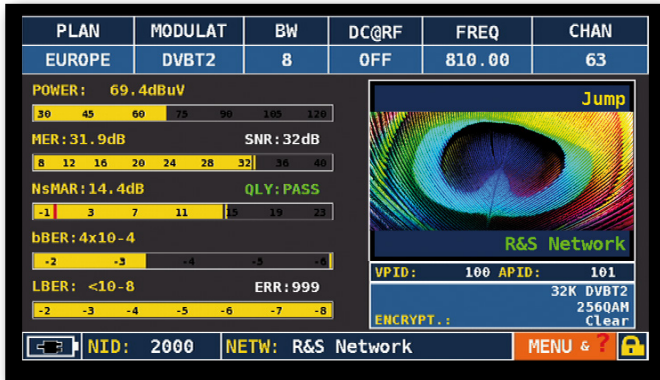 PLAN MODULAT BW DC@RF FREQ CHAN
EUROPE DVBT2 8 OFF 810.00 63
POWER: 69.4dBuV
30 45 60 75 90 105 120
MER:31.9dB SNR:32dB
8 12 16 20 24 28 32 36 40
NsMAR:14.4dB QLY:PASS
-1 3 7 11 15 19 23
bBER:4x10-4
-2 -3 -4 -5 -6
LBER: <10-8 ERR:999
-2 -3 -4 -5 -6 -7 -8
Jump
R&S Network
VPID: 100 APID: 101
32K DVBT2
256QAM
ENCRYPT.: Clear
NID: 2000 NETW: R&S Network MENU & ?